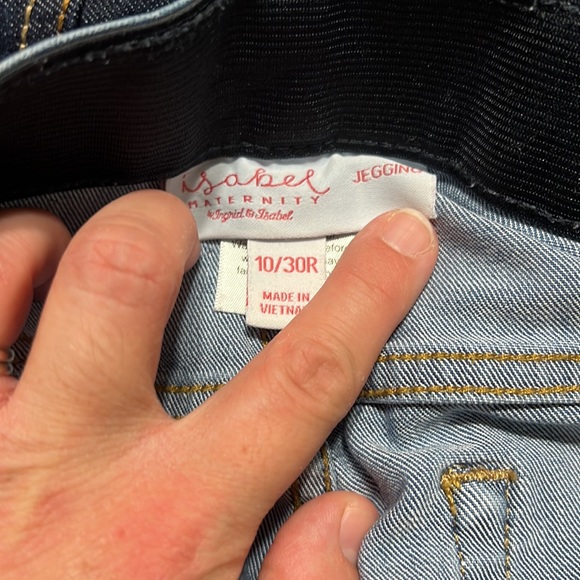 isabel
JEGGING
MATERNITY
by Ingrid & Isabel
10/30R
MADE IN
VIETNAM